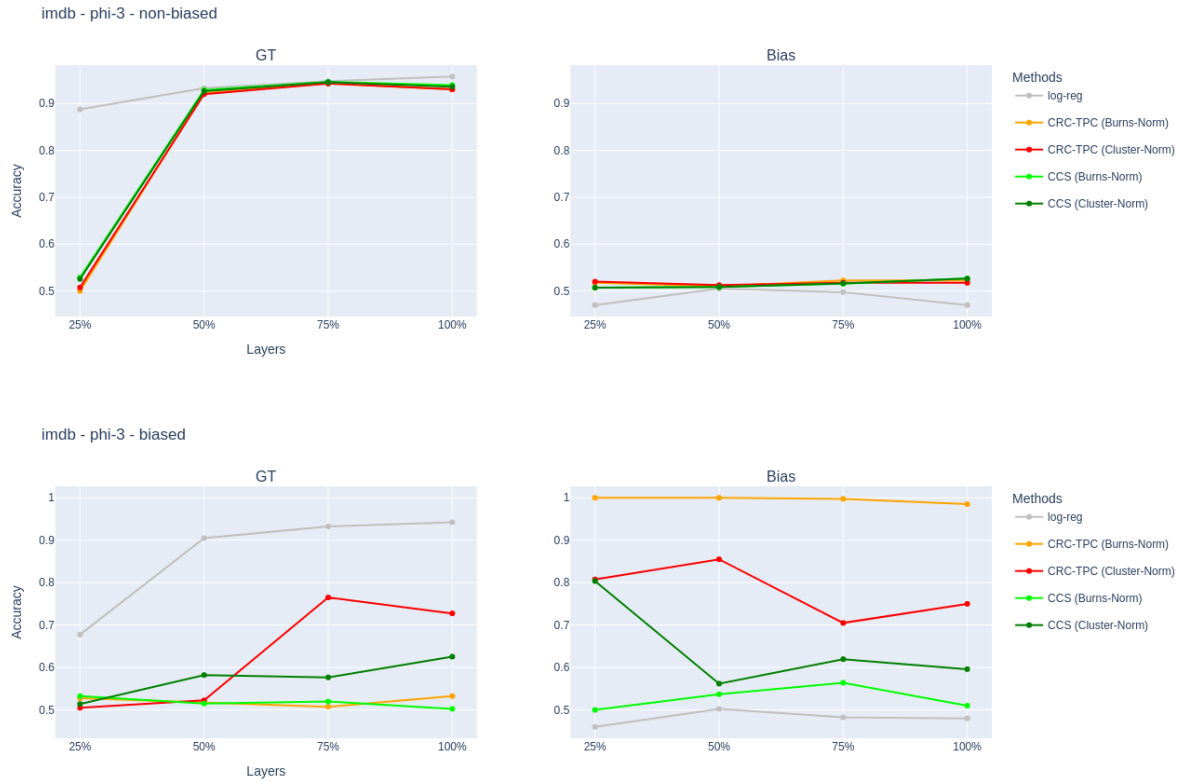 imdb - phi-3 - non-biased
GT
Bias
Methods
log-reg
CRC-TPC (Burns-Norm)
CRC-TPC (Cluster-Norm)
CCS (Burns-Norm)
CCS (Cluster-Norm)
Accuracy
0.9
0.8
0.7
0.6
0.5
25% 50% 75% 100%
Layers
0.9
0.8
0.7
0.6
0.5
25% 50% 75% 100%
imdb - phi-3 - biased
GT
Bias
Methods
log-reg
CRC-TPC (Burns-Norm)
CRC-TPC (Cluster-Norm)
CCS (Burns-Norm)
CCS (Cluster-Norm)
Accuracy
1
0.9
0.8
0.7
0.6
0.5
25% 50% 75% 100%
Layers
1
0.9
0.8
0.7
0.6
0.5
25% 50% 75% 100%